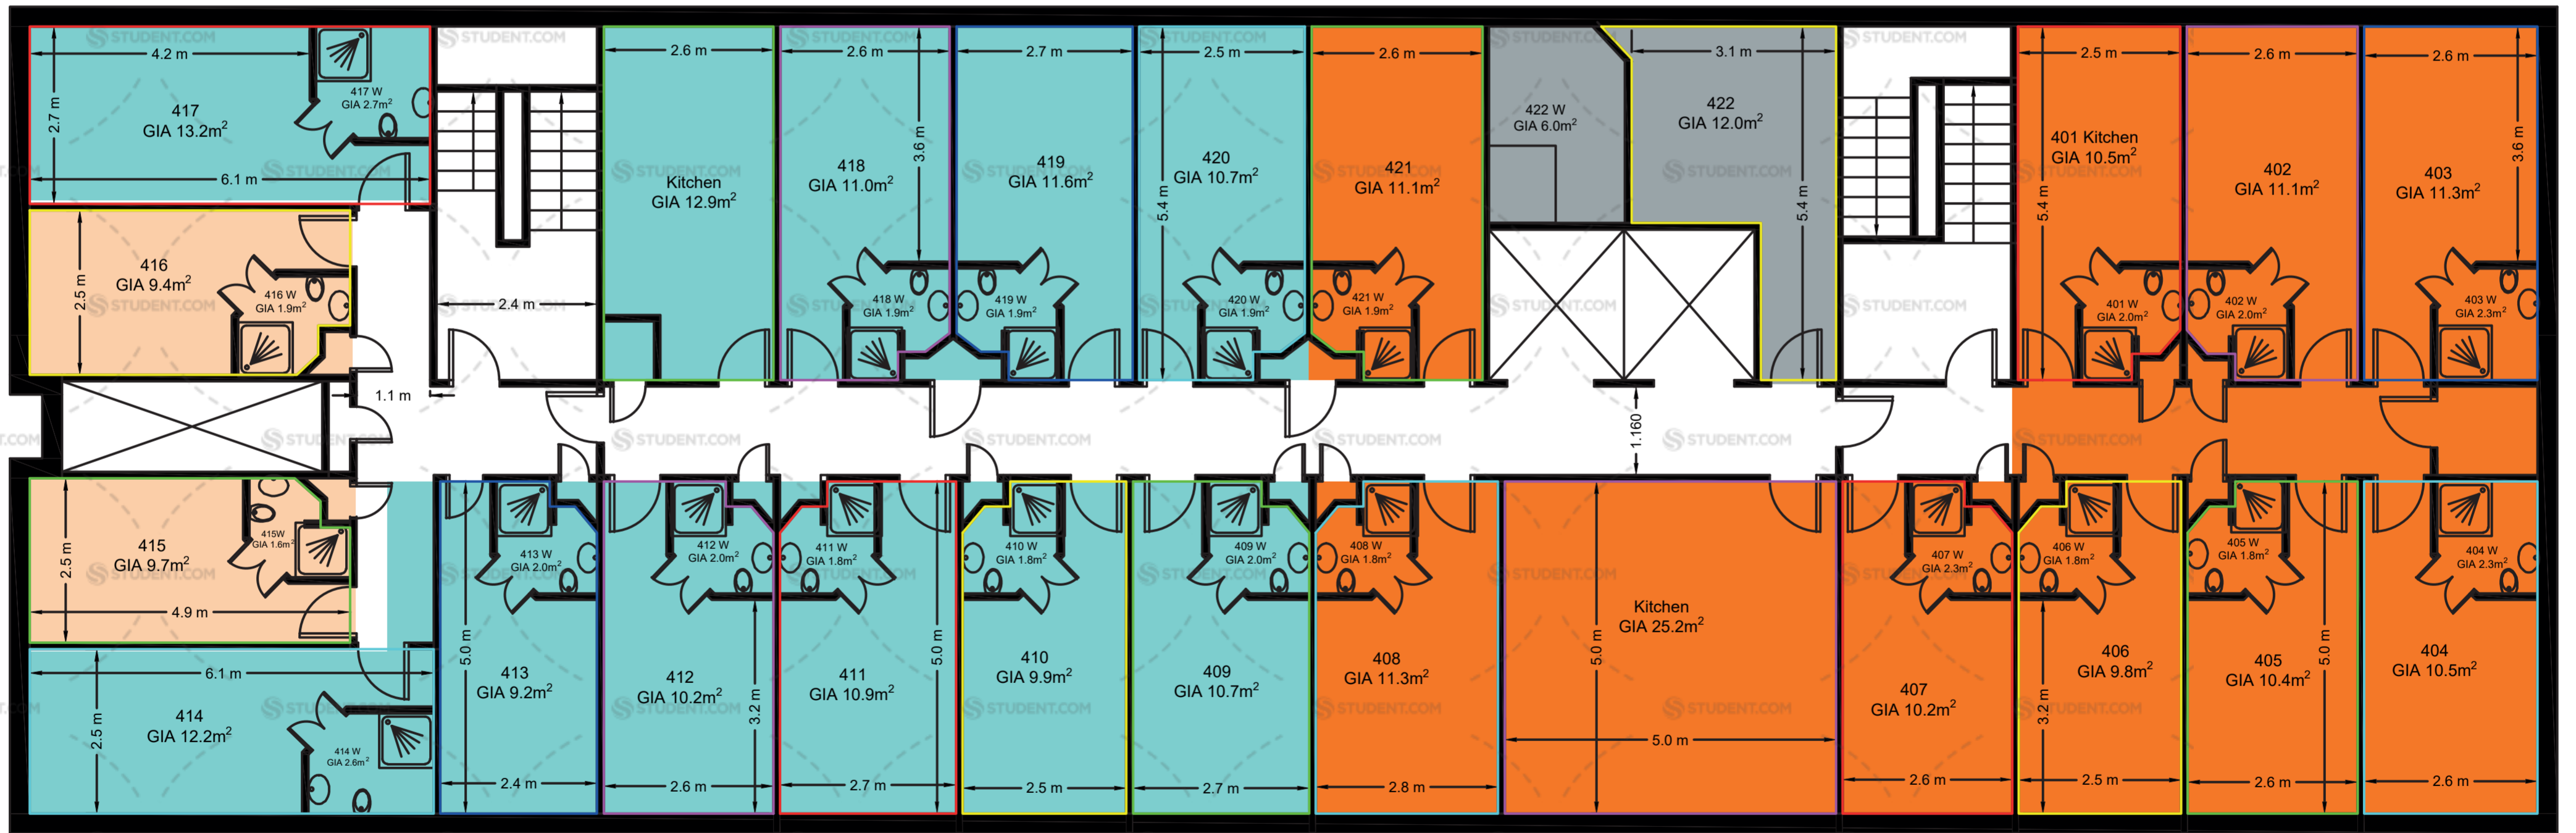 STUDENT.COM
4.2 m
417 W
GIA 2.7m²
417
GIA 13.2m²
2.7 m
6.1 m
416
GIA 9.4m²
2.5 m
416 W
GIA 1.9m²
2.4 m
1.1 m
2.6 m
Kitchen
GIA 12.9m²
2.6 m
418
GIA 11.0m²
3.6 m
418 W
GIA 1.9m²
2.7 m
419
GIA 11.6m²
419 W
GIA 1.9m²
2.5 m
420
GIA 10.7m²
5.4 m
420 W
GIA 1.9m²
2.6 m
421
GIA 11.1m²
421 W
GIA 1.9m²
422 W
GIA 6.0m²
3.1 m
422
GIA 12.0m²
5.4 m
2.5 m
401 Kitchen
GIA 10.5m²
5.4 m
401 W
GIA 2.0m²
2.6 m
402
GIA 11.1m²
402 W
GIA 2.0m²
2.6 m
403
GIA 11.3m²
3.6 m
403 W
GIA 2.3m²
1.160
415
GIA 9.7m²
2.5 m
4.9 m
415W
GIA 1.6m²
6.1 m
414
GIA 12.2m²
2.5 m
414 W
GIA 2.6m²
413 W
GIA 2.0m²
5.0 m
413
GIA 9.2m²
2.4 m
412 W
GIA 2.0m²
412
GIA 10.2m²
3.2 m
2.6 m
411 W
GIA 1.8m²
411
GIA 10.9m²
5.0 m
2.7 m
410 W
GIA 1.8m²
410
GIA 9.9m²
2.5 m
409 W
GIA 2.0m²
409
GIA 10.7m²
2.7 m
408 W
GIA 1.8m²
408
GIA 11.3m²
2.8 m
Kitchen
GIA 25.2m²
5.0 m
5.0 m
407 W
GIA 2.3m²
407
GIA 10.2m²
2.6 m
406 W
GIA 1.8m²
406
GIA 9.8m²
3.2 m
2.5 m
405 W
GIA 1.8m²
405
GIA 10.4m²
5.0 m
2.6 m
404 W
GIA 2.3m²
404
GIA 10.5m²
2.6 m